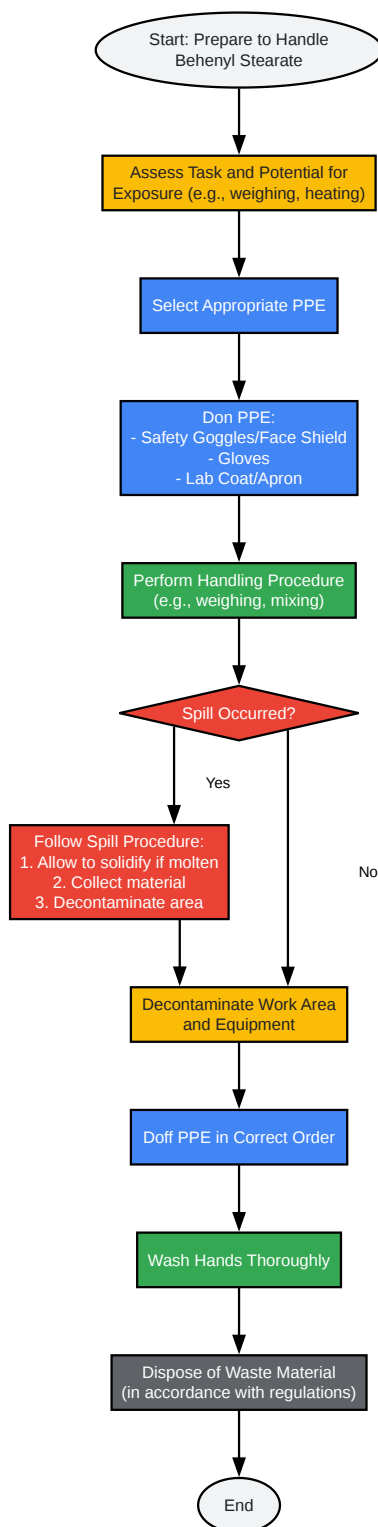 Start: Prepare to Handle
Behenyl Stearate
Assess Task and Potential for
Exposure (e.g., weighing, heating)
Select Appropriate PPE
Don PPE:
- Safety Goggles/Face Shield
- Gloves
- Lab Coat/Apron
Perform Handling Procedure
(e.g., weighing, mixing)
Spill Occurred?
Yes
Follow Spill Procedure:
1. Allow to solidify if molten
2. Collect material
3. Decontaminate area
No
Decontaminate Work Area
and Equipment
Doff PPE in Correct Order
Wash Hands Thoroughly
Dispose of Waste Material
(in accordance with regulations)
End